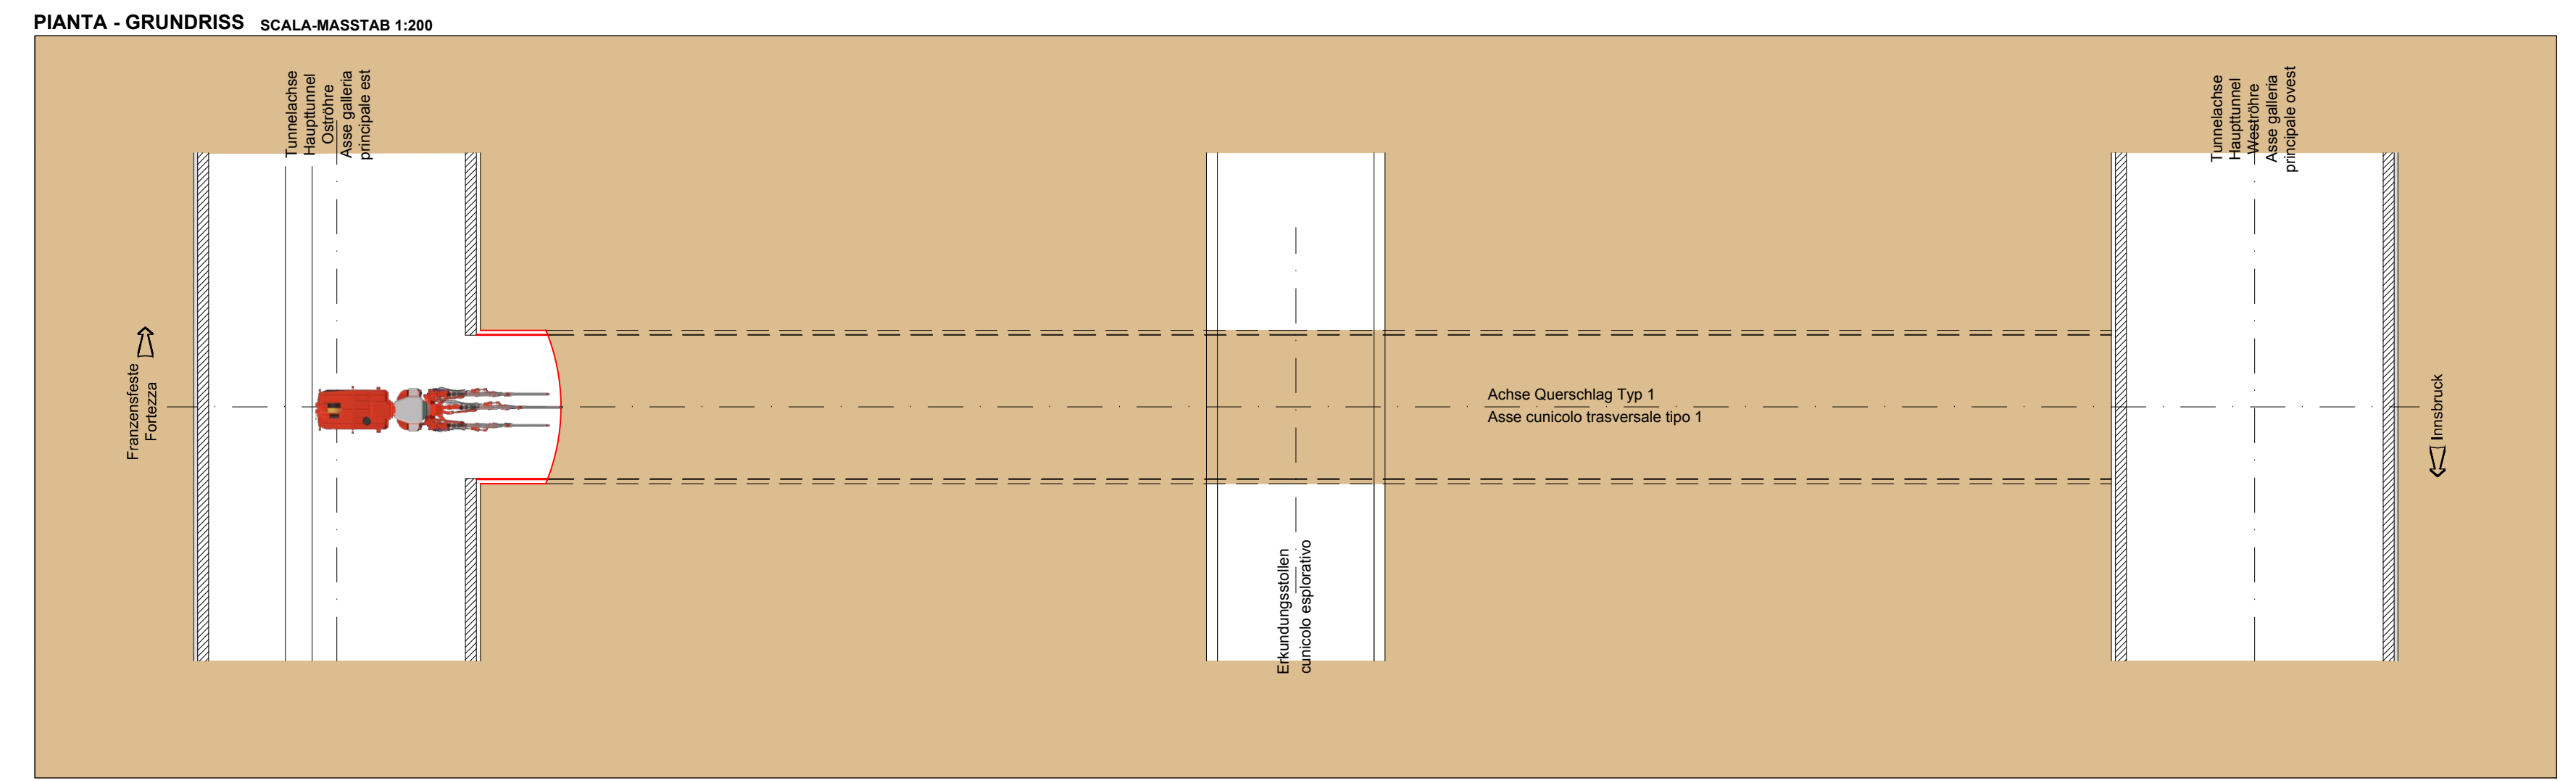 PIANTA - GRUNDRISS SCALA-MASSTAB 1:200
Tunnelachse
Haupttunnel
Oströhre
Asse galleria
principale est
Tunnelachse
Haupttunnel
Weströhre
Asse galleria
principale ovest
Franzensfeste
Fortezza
Achse Querschlag Typ 1
Asse cunicolo trasversale tipo 1
Innsbruck
Erkundungsstollen
cunicolo esplorativo